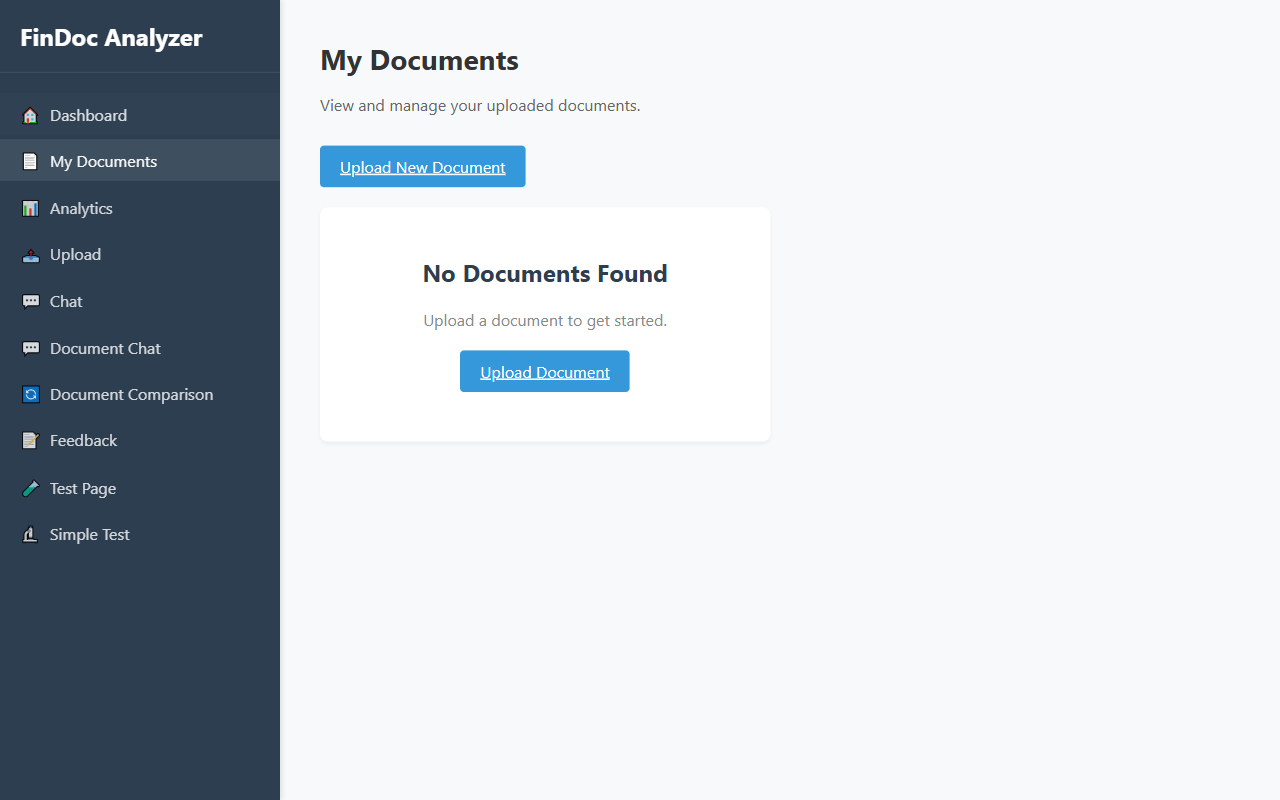 FinDoc Analyzer
Dashboard
My Documents
Analytics
Upload
Chat
Document Chat
Document Comparison
Feedback
Test Page
Simple Test
My Documents
View and manage your uploaded documents.
Upload New Document
No Documents Found
Upload a document to get started.
Upload Document